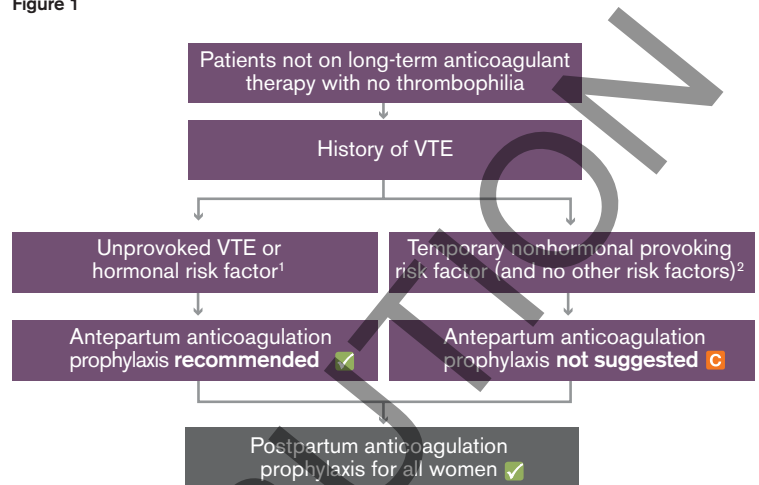 Figure 1
Patients not on long-term anticoagulant
therapy with no thrombophilia
History of VTE
Unprovoked VTE or
hormonal risk factor¹
Temporary nonhormonal provoking
risk factor (and no other risk factors)²
Antepartum anticoagulation
prophylaxis recommended ✓
Antepartum anticoagulation
prophylaxis not suggested C
Postpartum anticoagulation
prophylaxis for all women ✓